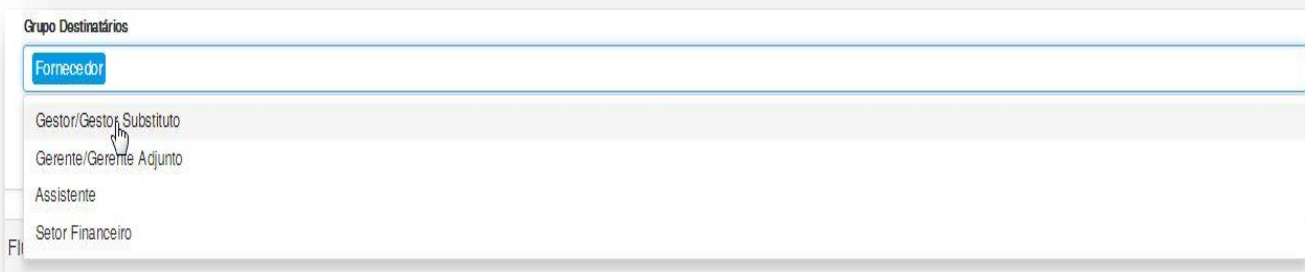 Grupo Destinatários
Fornecedor
Gestor/Gestor Substituto
Gerente/Gerente Adjunto
Assistente
Setor Financeiro